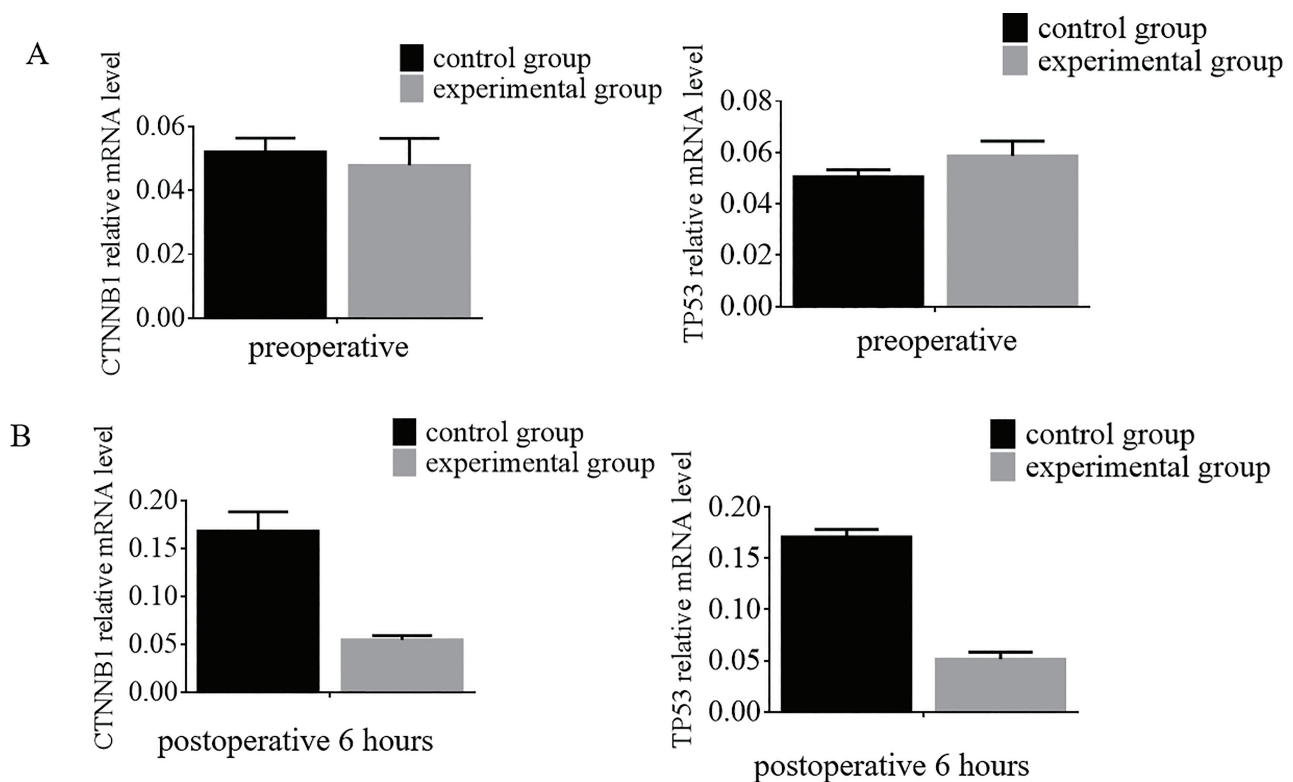 A
CTNNB1 relative mRNA level
control group
experimental group
0.06
0.04
0.02
0.00
preoperative
TP53 relative mRNA level
control group
experimental group
0.08
0.06
0.04
0.02
0.00
preoperative
B
CTNNB1 relative mRNA level
control group
experimental group
0.20
0.15
0.10
0.05
0.00
postoperative 6 hours
TP53 relative mRNA level
control group
experimental group
0.20
0.15
0.10
0.05
0.00
postoperative 6 hours